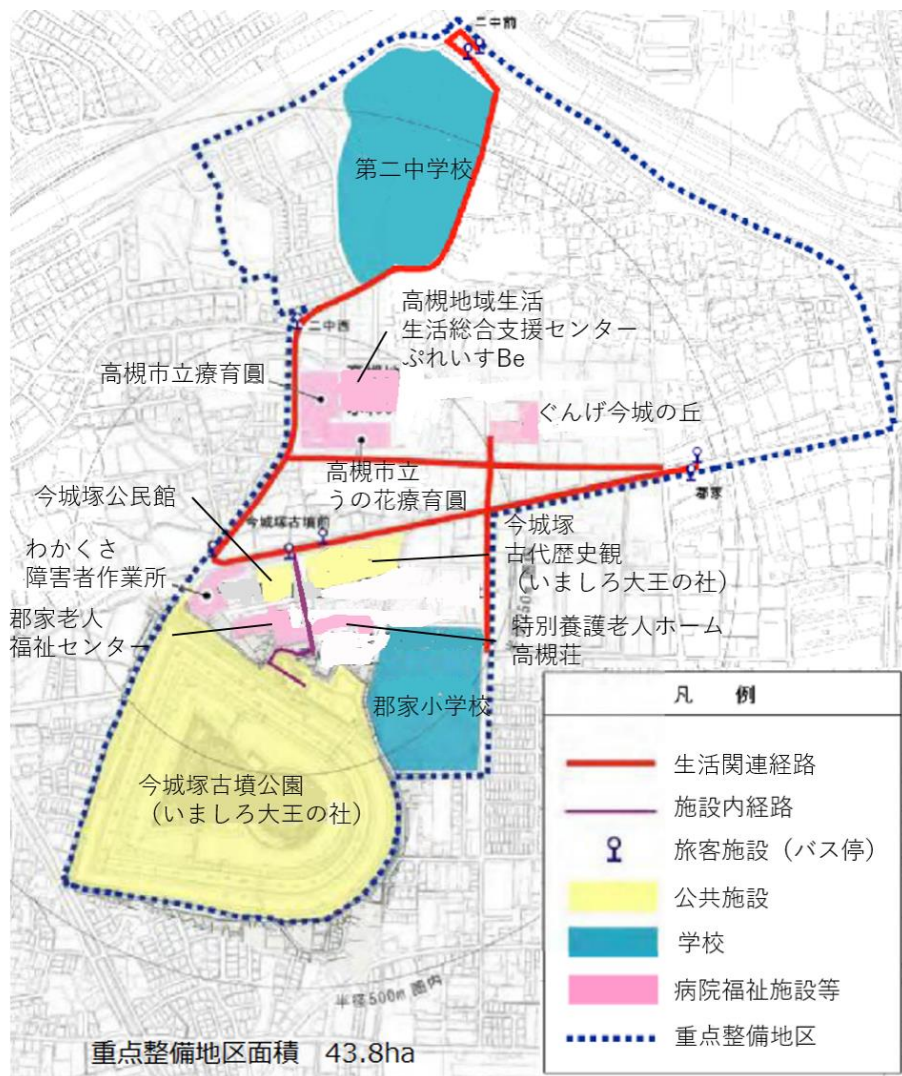 二中前
第二中学校
二中西
高槻地域生活
生活総合支援センター
ぷれいすBe
高槻市立療育圓
ぐんげ今城の丘
高槻市立
うの花療育圓
郡家
今城塚公民館
今城塚古墳前
今城塚
古代歴史観
(いましろ大王の社)
わかくさ
障害者作業所
郡家老人
福祉センター
特別養護老人ホーム
高槻荘
郡家小学校
今城塚古墳公園
(いましろ大王の社)
半径500m 圏内
重点整備地区面積 43.8ha
凡 例
生活関連経路
施設内経路
旅客施設(バス停)
公共施設
学校
病院福祉施設等
重点整備地区